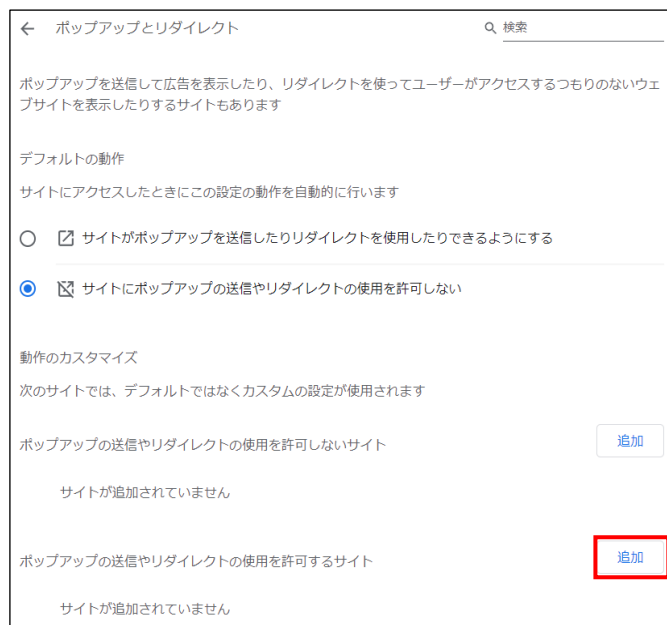 ポップアップとリダイレクト
検索
ポップアップを送信して広告を表示したり、リダイレクトを使ってユーザーがアクセスするつもりのないウェ
ブサイトを表示したりするサイトもあります
デフォルトの動作
サイトにアクセスしたときにこの設定の動作を自動的に行います
サイトがポップアップを送信したりリダイレクトを使用したりできるようにする
サイトにポップアップの送信やリダイレクトの使用を許可しない
動作のカスタマイズ
次のサイトでは、デフォルトではなくカスタムの設定が使用されます
ポップアップの送信やリダイレクトの使用を許可しないサイト
追加
サイトが追加されていません
ポップアップの送信やリダイレクトの使用を許可するサイト
追加
サイトが追加されていません